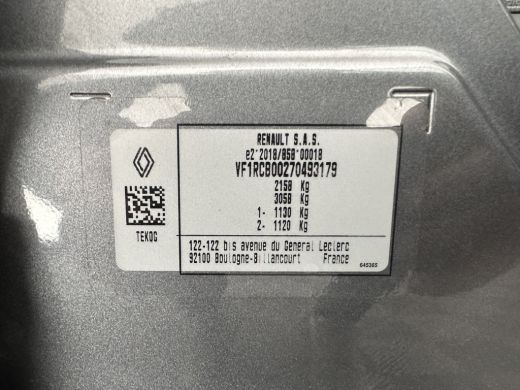 RENAULT S.A.S.
e2*2018/858*00018
VF1RCB00270493179
2158 Kg
3058 Kg
1- 1130 Kg
2- 1120 Kg
TEKQG
122-122 bis avenue du General Leclerc
92100 Boulogne-Billancourt France
645365